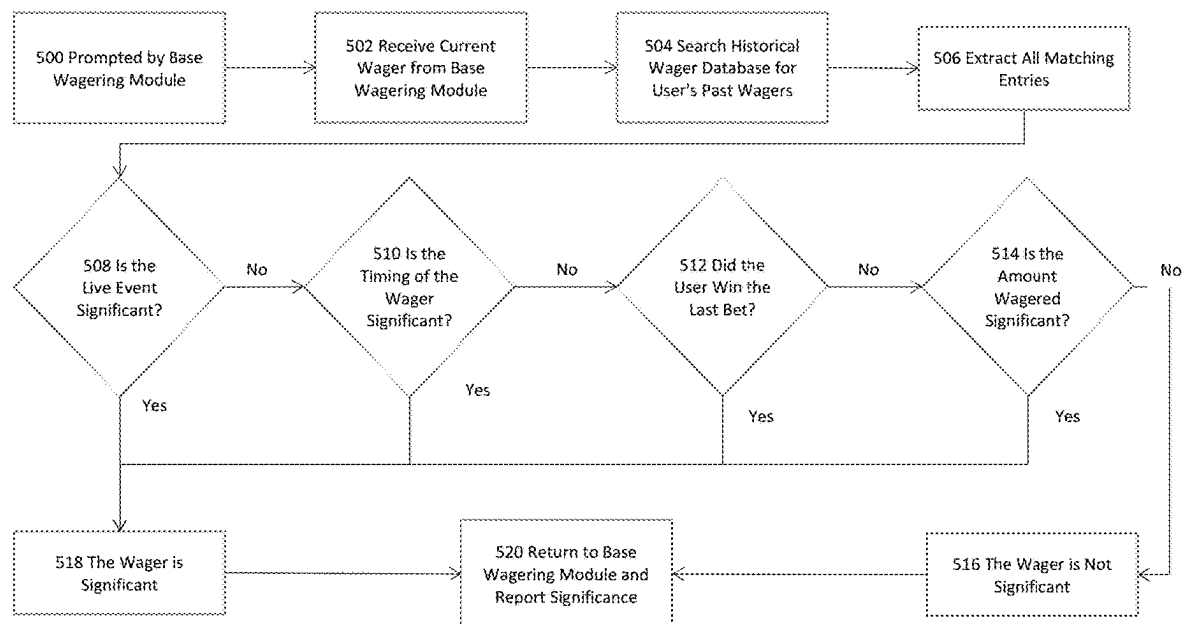 500 Prompted by Base
Wagering Module
502 Receive Current
Wager from Base
Wagering Module
504 Search Historical
Wager Database for
User's Past Wagers
506 Extract All Matching
Entries
508 Is the
Live Event
Significant?
No
510 Is the
Timing of the
Wager
Significant?
No
512 Did the
User Win the
Last Bet?
No
514 Is the
Amount
Wagered
Significant?
No
Yes
Yes
Yes
Yes
518 The Wager is
Significant
520 Return to Base
Wagering Module and
Report Significance
516 The Wager is Not
Significant